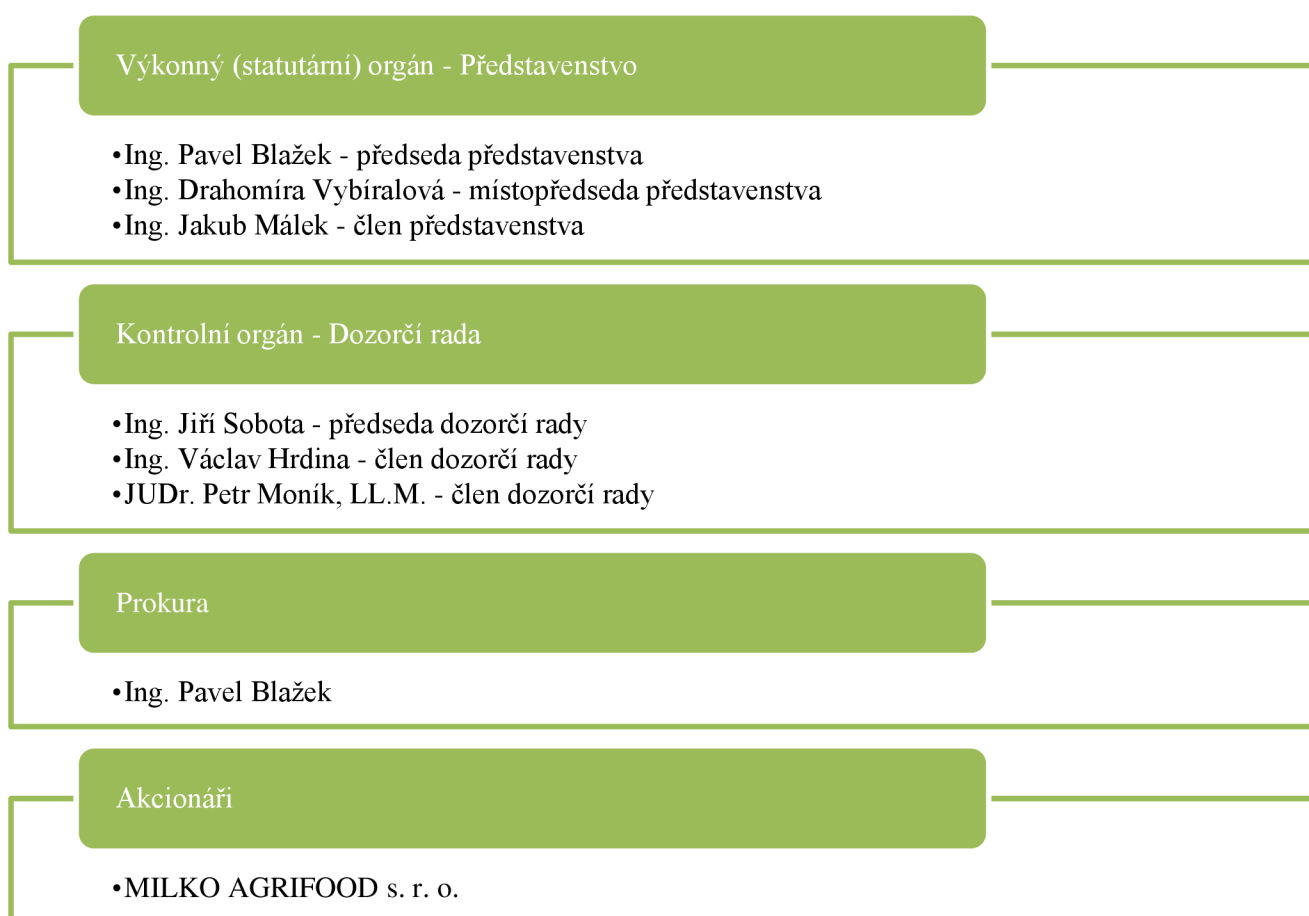 Výkonný (statutární) orgán - Představenstvo
•Ing. Pavel Blažek - předseda představenstva
•Ing. Drahomíra Vybíralová - místopředseda představenstva
•Ing. Jakub Málek - člen představenstva
Kontrolní orgán - Dozorčí rada
•Ing. Jiří Sobota - předseda dozorčí rady
•Ing. Václav Hrdina - člen dozorčí rady
•JUDr. Petr Moník, LL.M. - člen dozorčí rady
Prokura
•Ing. Pavel Blažek
Akcionáři
•MILKO AGRIFOOD s. r. o.